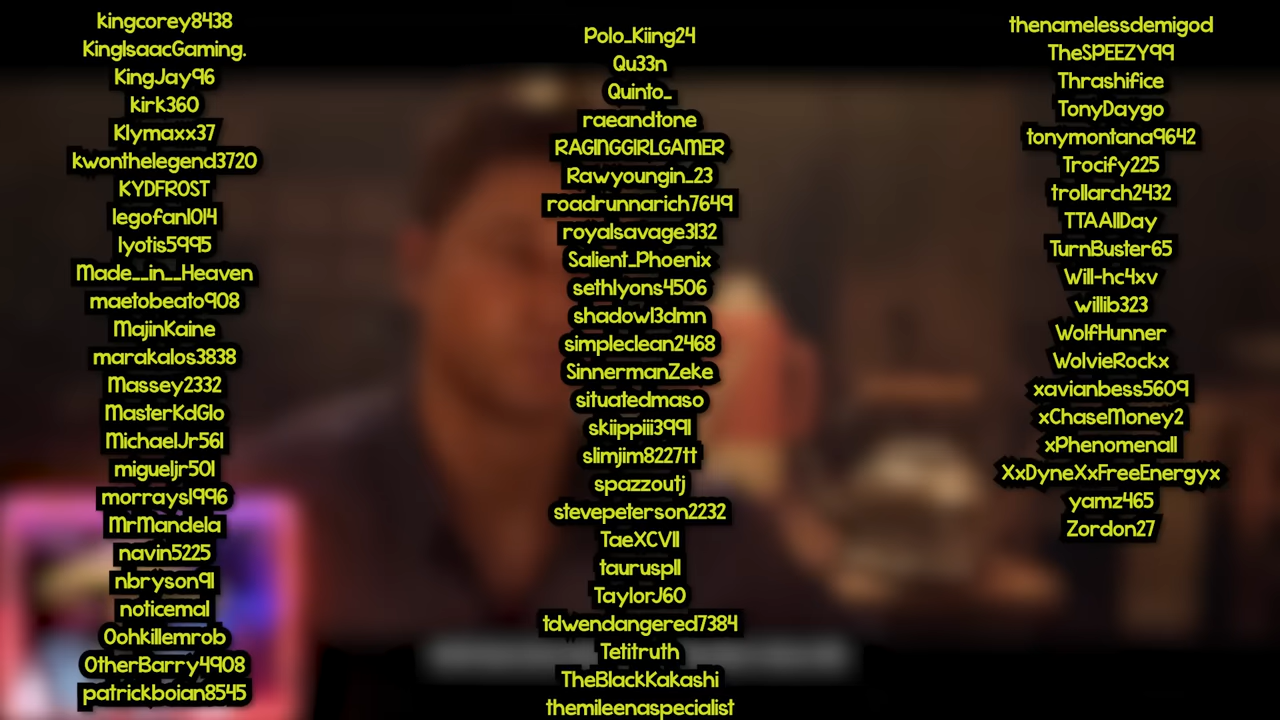 kingcorey8438
KingIsaacGaming.
KingJay96
kirk360
Klymaxx37
kwonthelegend3720
KYDFROST
legofan1014
lyotis5995
Made__in__Heaven
maetobeato908
MajinKaine
marakalos3838
Massey2332
MasterKdGlo
MichaelJr561
migueljr501
morrays1996
MrMandela
navin5225
nbryson91
noticemal
Oohkillemrob
OtherBarry4908
patrickboian8545
Polo_Kiing24
Qu33n
Quinto_
raeandtone
RAGINGGIRLGAMER
Rawyoungin_23
roadrunnarich7649
royalsavage3132
Salient_Phoenix
sethlyons4506
shadow13dmn
simpleclean2468
SinnermanZeke
situatedmaso
skiippiii3991
slimjim8227tt
spazzoutj
stevepeterson2232
TaeXCVII
tauruspll
TaylorJ60
tdwendangered7384
Tetitruth
TheBlackKakashi
themileenaspecialist
thenamelessdemigod
TheSPEEZY99
Thrashifice
TonyDaygo
tonymontana9642
Trocify225
trollarch2432
TTAAllDay
TurnBuster65
Will-hc4xv
willib323
WolfHunner
WolvieRockx
xavianbess5609
xChaseMoney2
xPhenomenall
XxDyneXxFreeEnergyx
yamz465
Zordon27